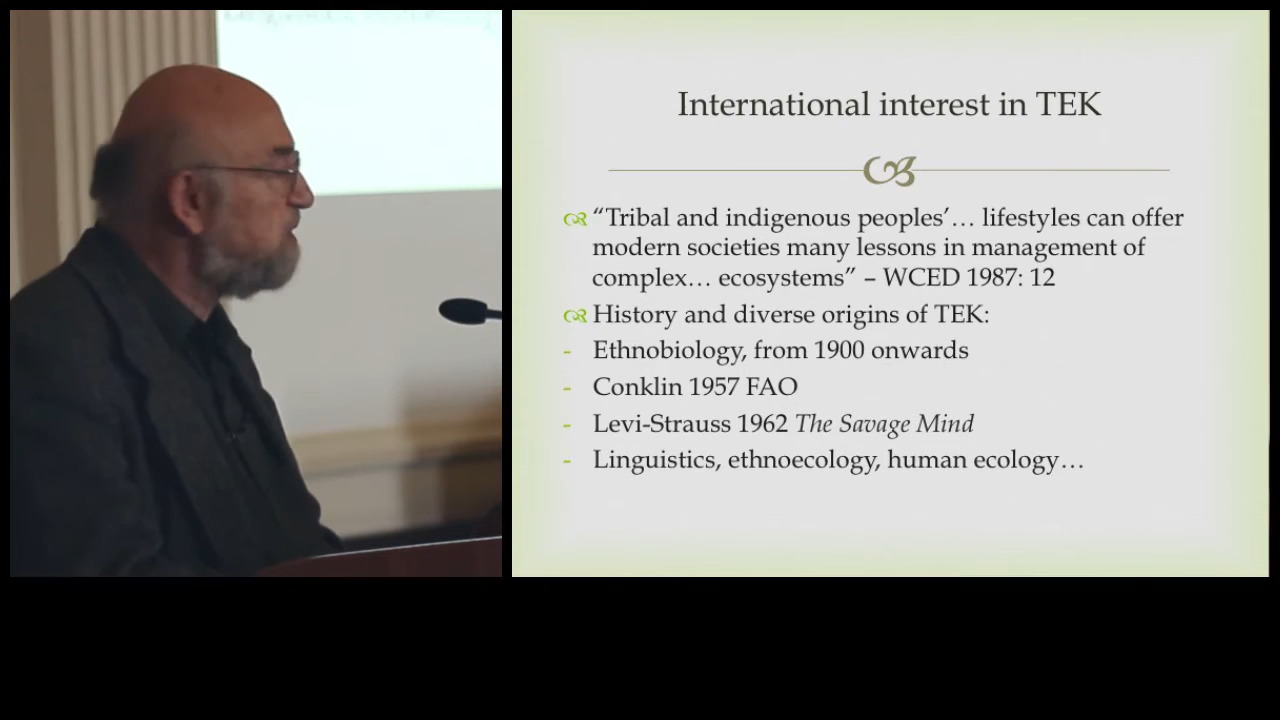 International interest in TEK
“Tribal and indigenous peoples’… lifestyles can offer
modern societies many lessons in management of
complex… ecosystems” – WCED 1987: 12
History and diverse origins of TEK:
- Ethnobiology, from 1900 onwards
- Conklin 1957 FAO
- Levi-Strauss 1962 The Savage Mind
- Linguistics, ethnoecology, human ecology…